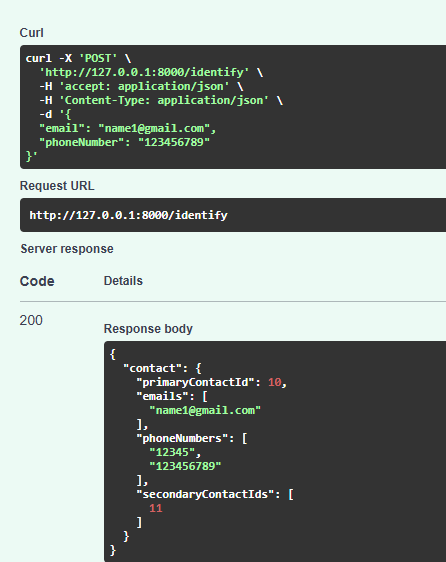 Curl
curl -X 'POST' \
  'http://127.0.0.1:8000/identify' \
  -H 'accept: application/json' \
  -H 'Content-Type: application/json' \
  -d '{
  "email": "name1@gmail.com",
  "phoneNumber": "123456789"
}'
Request URL
http://127.0.0.1:8000/identify
Server response
Code Details
200
Response body
{
  "contact": {
    "primaryContactId": 10,
    "emails": [
      "name1@gmail.com"
    ],
    "phoneNumbers": [
      "12345",
      "123456789"
    ],
    "secondaryContactIds": [
      11
    ]
  }
}